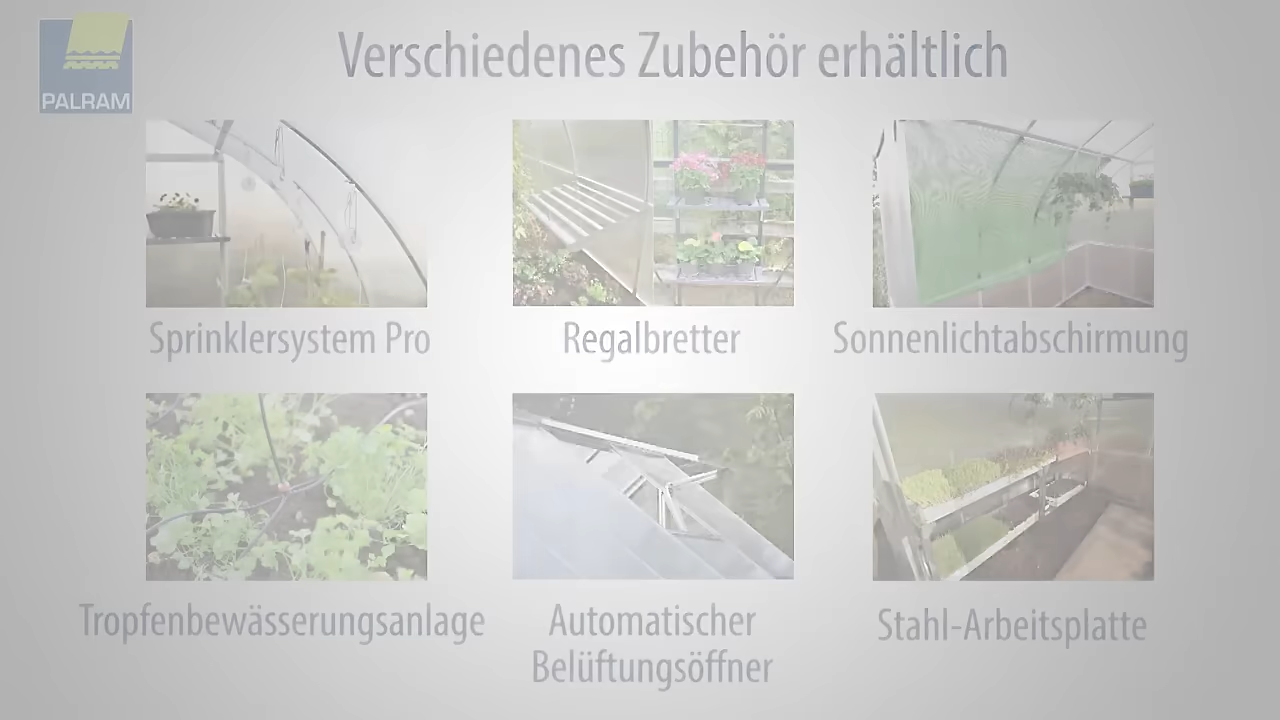 PALRAM
Verschiedenes Zubehör erhältlich
Sprinklersystem Pro
Regalbretter
Sonnenlichtabschirmung
Tropfenbewässerungsanlage
Automatischer
Belüftungsöffner
Stahl-Arbeitsplatte